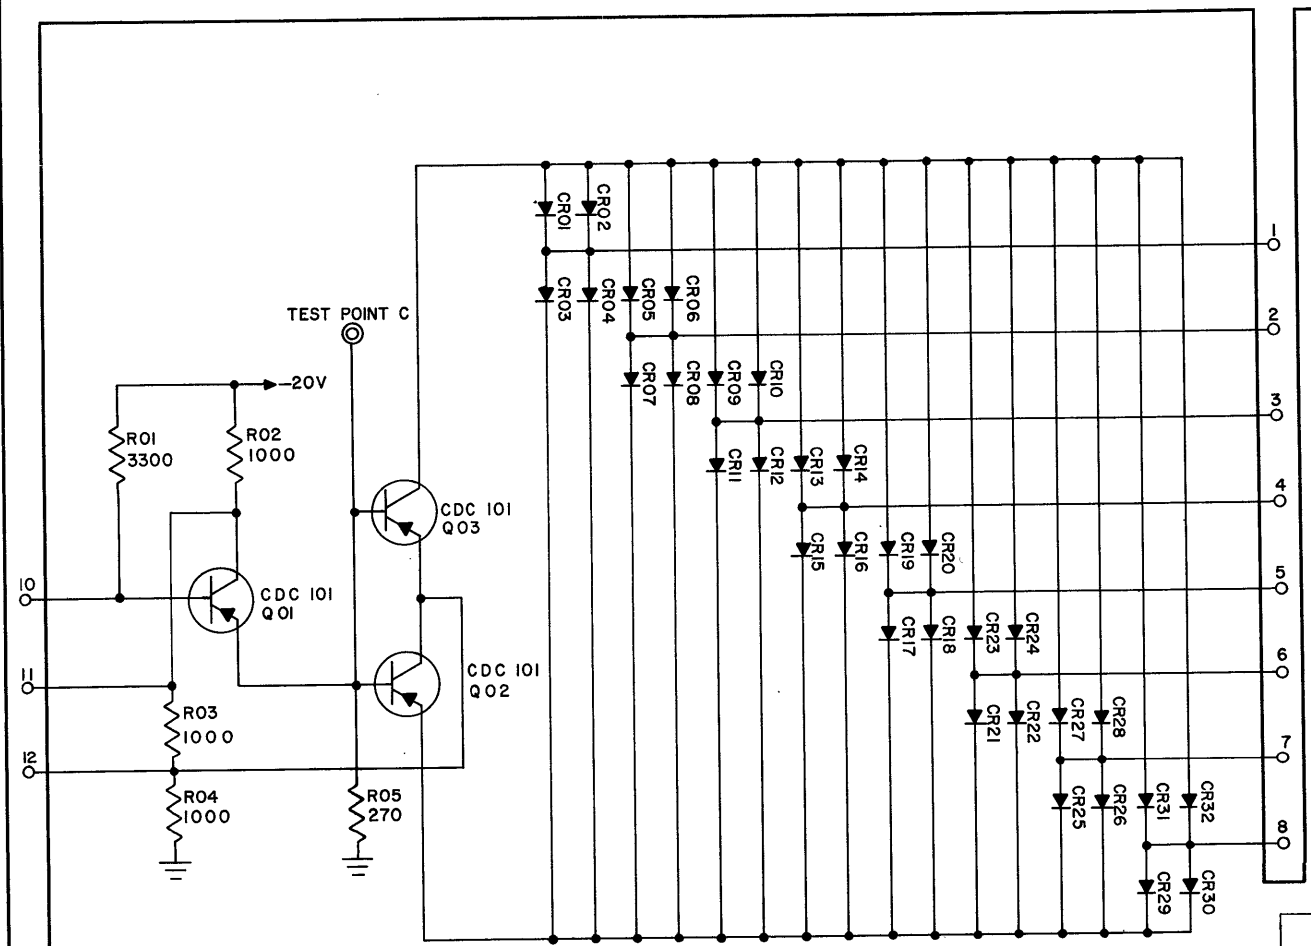 CR01
CR02
1
CR03
CR04
CR05
CR06
TEST POINT C
2
-20V
CR07
CR08
CR09
CR10
3
R01
3300
R02
1000
CR11
CR12
CR13
CR14
4
CDC 101
Q03
CR15
CR16
CR19
CR20
5
10
CDC 101
Q01
CR17
CR18
CR23
CR24
6
11
CDC 101
Q02
R03
1000
CR21
CR22
CR27
CR28
7
12
R04
1000
R05
270
CR25
CR26
CR31
CR32
8
CR29
CR30